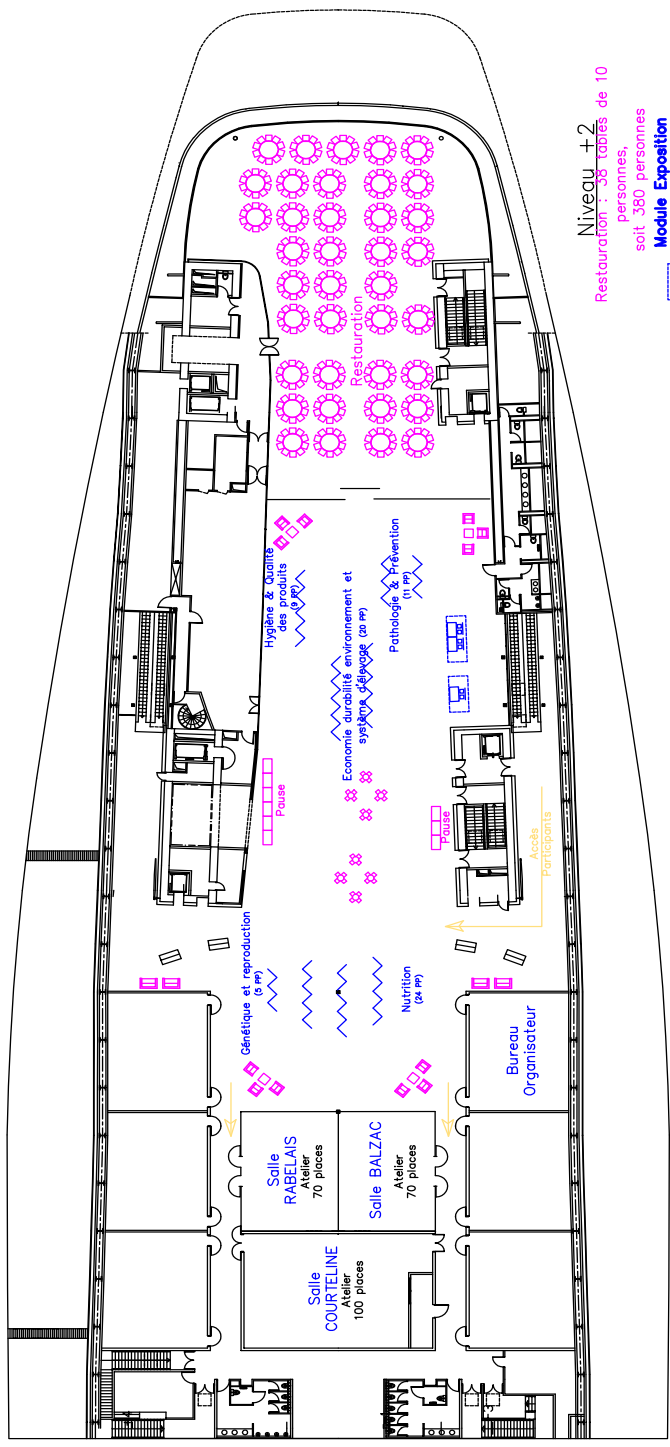 Niveau +2
Restauration : 38 tables de 10
personnes,
soit 380 personnes
Module Exposition
Restauration
Hygiène & Qualité
des produits
(9 PP)
Pathologie & Prévention
(11 PP)
Economie durabilité environnement et
système d'élevage (20 PP)
Pause
Pause
Accès
Participants
Génétique et reproduction
(5 PP)
Nutrition
(24 PP)
Bureau
Organisateur
Salle
RABELAIS
Atelier
70 places
Salle BALZAC
Atelier
70 places
Salle
COURTELINE
Atelier
100 places